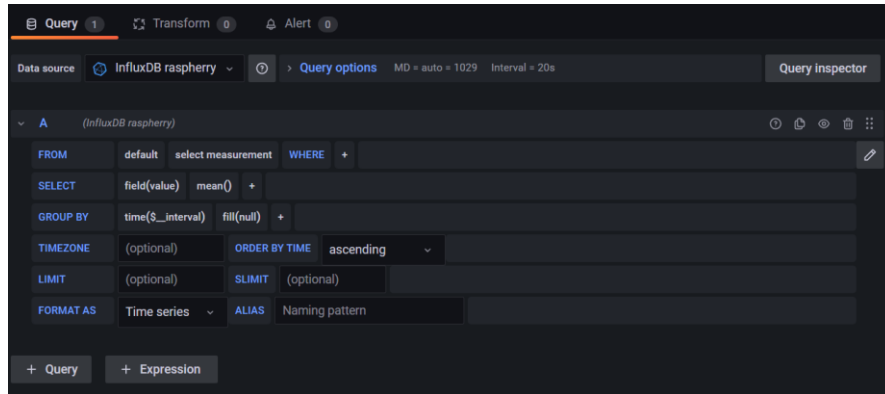 Query 1 Transform 0 Alert 0
Data source InfluxDB raspherry Query options MD = auto = 1029 Interval = 20s Query inspector
A (InfluxDB raspherry)
FROM default select measurement WHERE +
SELECT field(value) mean() +
GROUP BY time($__interval) fill(null) +
TIMEZONE (optional) ORDER BY TIME ascending
LIMIT (optional) SLIMIT (optional)
FORMAT AS Time series ALIAS Naming pattern
+ Query + Expression